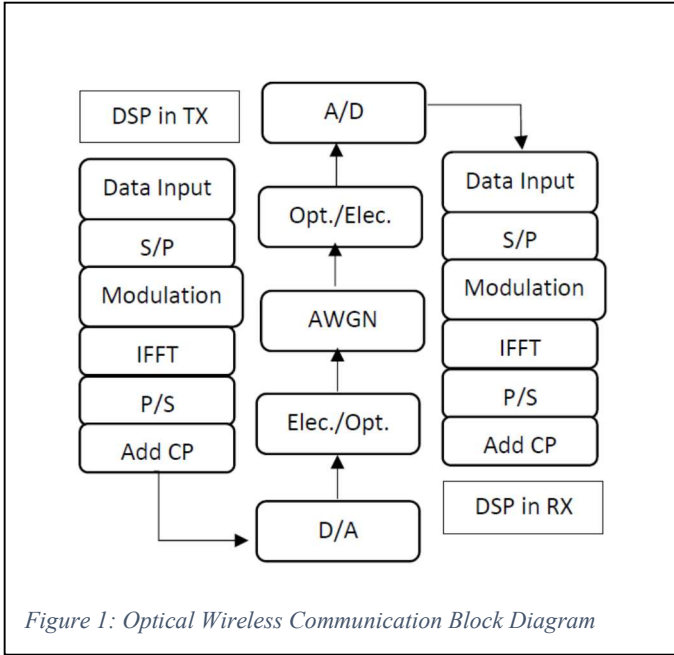 DSP in TX
Data Input
S/P
Modulation
IFFT
P/S
Add CP
D/A
Elec./Opt.
AWGN
Opt./Elec.
A/D
Data Input
S/P
Modulation
IFFT
P/S
Add CP
DSP in RX
Figure 1: Optical Wireless Communication Block Diagram